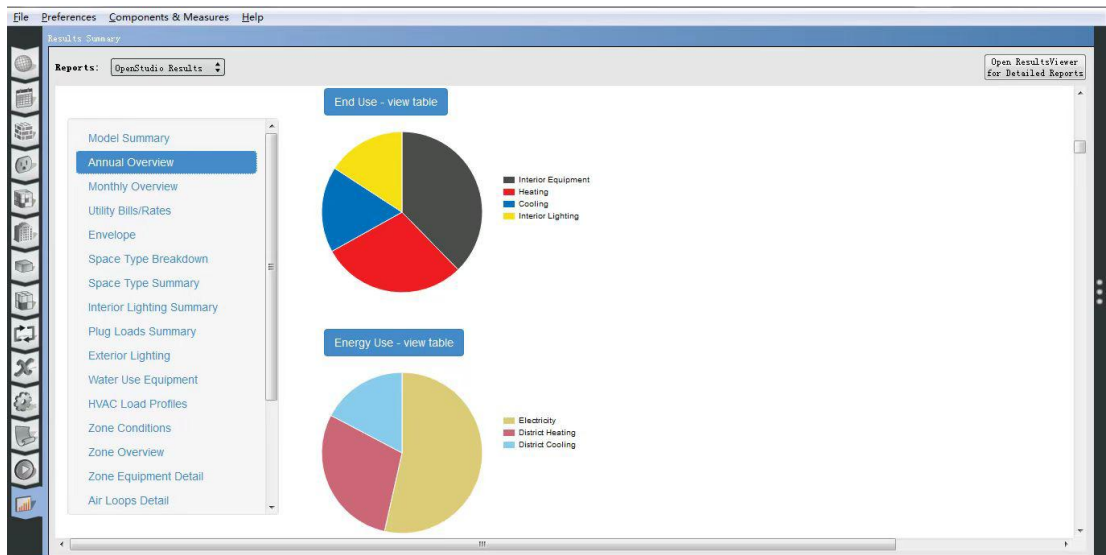 File Preferences Components & Measures Help
Results Summary
Reports: OpenStudio Results
Open ResultsViewer
for Detailed Reports
Model Summary
Annual Overview
Monthly Overview
Utility Bills/Rates
Envelope
Space Type Breakdown
Space Type Summary
Interior Lighting Summary
Plug Loads Summary
Exterior Lighting
Water Use Equipment
HVAC Load Profiles
Zone Conditions
Zone Overview
Zone Equipment Detail
Air Loops Detail
End Use - view table
Interior Equipment
Heating
Cooling
Interior Lighting
Energy Use - view table
Electricity
District Heating
District Cooling